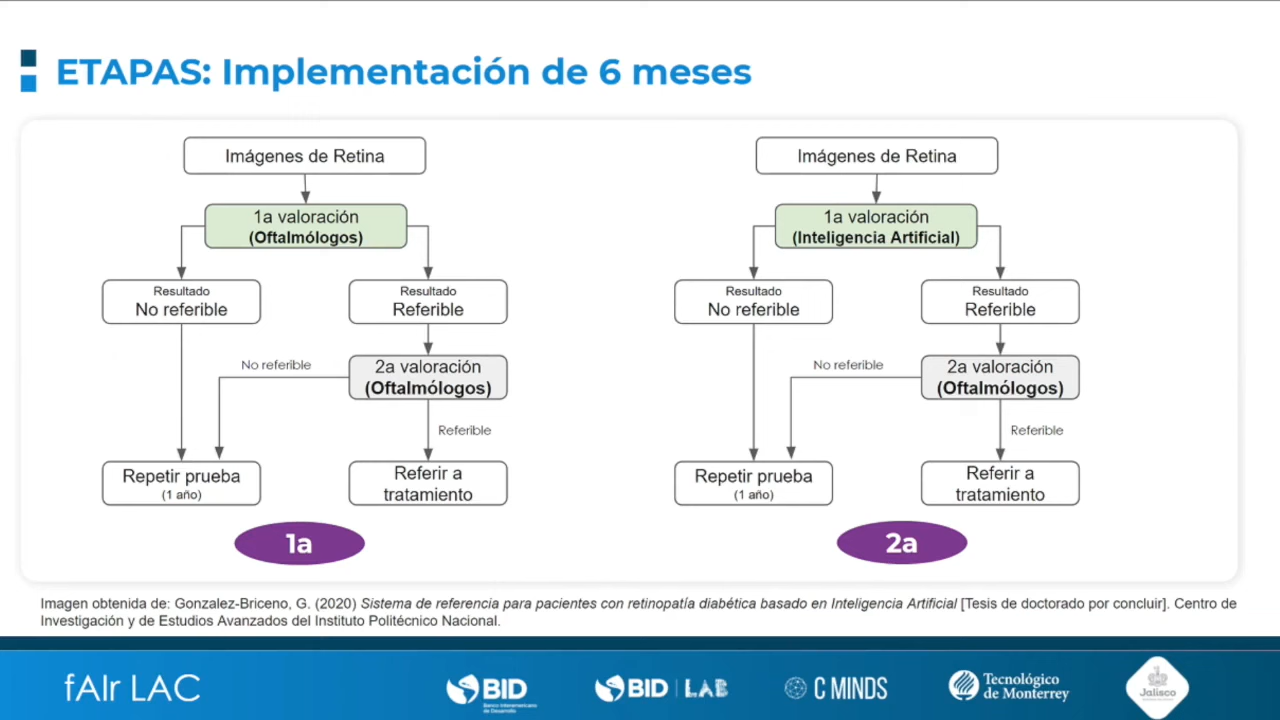 ETAPAS: Implementación de 6 meses
Imágenes de Retina
1a valoración
(Oftalmólogos)
Resultado
No referible
Resultado
Referible
No referible
2a valoración
(Oftalmólogos)
Referible
Repetir prueba
(1 año)
Referir a
tratamiento
1a
Imágenes de Retina
1a valoración
(Inteligencia Artificial)
Resultado
No referible
Resultado
Referible
No referible
2a valoración
(Oftalmólogos)
Referible
Repetir prueba
(1 año)
Referir a
tratamiento
2a
Imagen obtenida de: Gonzalez-Briceno, G. (2020) Sistema de referencia para pacientes con retinopatía diabética basado en Inteligencia Artificial [Tesis de doctorado por concluir]. Centro de
Investigación y de Estudios Avanzados del Instituto Politécnico Nacional.
fAIr LAC
BID
Banco Interamericano
de Desarrollo
BID | LAB
C MINDS
Tecnológico
de Monterrey
Jalisco